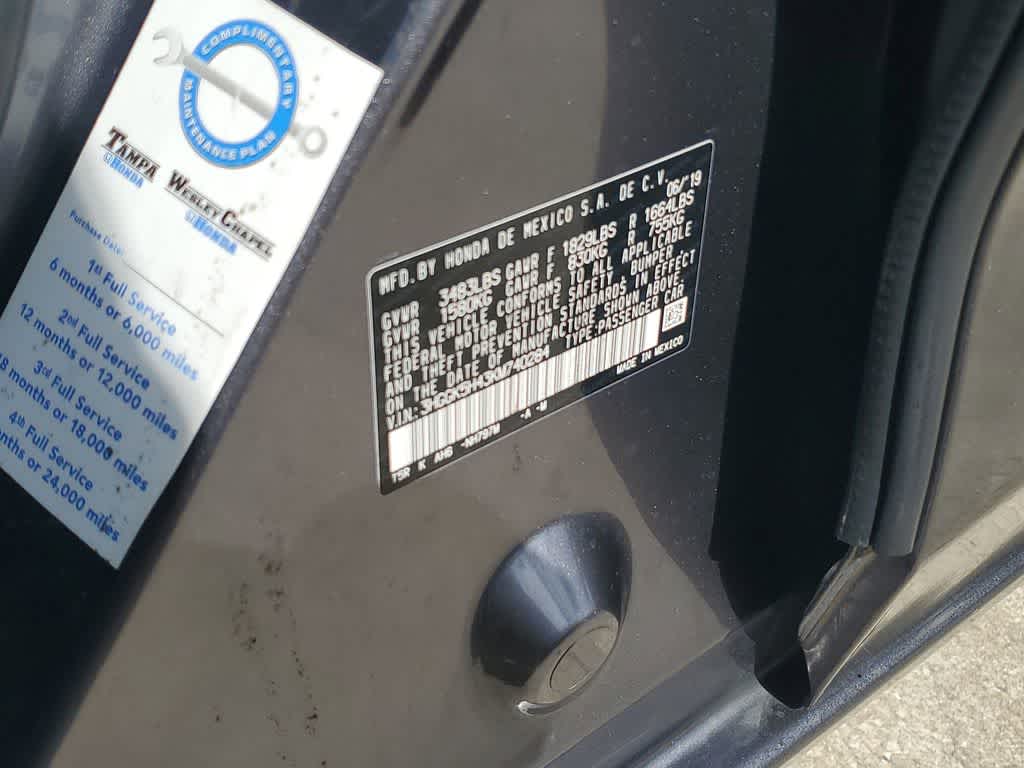 COMPLIMENTARY
MAINTENANCE PLAN
TAMPA
HONDA
WESLEY CHAPEL
HONDA
Purchase Date:
1st Full Service
6 months or 6,000 miles
2nd Full Service
12 months or 12,000 miles
3rd Full Service
18 months or 18,000 miles
4th Full Service
months or 24,000 miles
MFD.BY HONDA DE MEXICO S.A. DE C.V. 06/19
GVWR 3483LBS GAWR F 1829LBS R 1664LBS
GVWR 1580KG GAWR F 830KG R 755KG
THIS VEHICLE CONFORMS TO ALL APPLICABLE
FEDERAL MOTOR VEHICLE SAFETY, BUMPER,
AND THEFT PREVENTION STANDARDS IN EFFECT
ON THE DATE OF MANUFACTURE SHOWN ABOVE.
VIN: TYPE:PASSENGER CAR
MADE IN MEXICO
-A -B